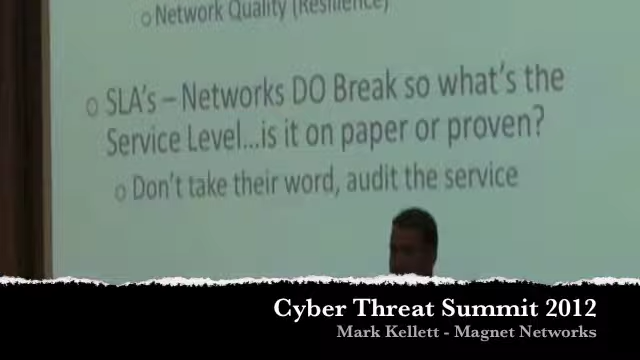 o Network Quality (Resilience)
o SLA's – Networks DO Break so what's the
Service Level...is it on paper or proven?
o Don't take their word, audit the service
Cyber Threat Summit 2012
Mark Kellett - Magnet Networks